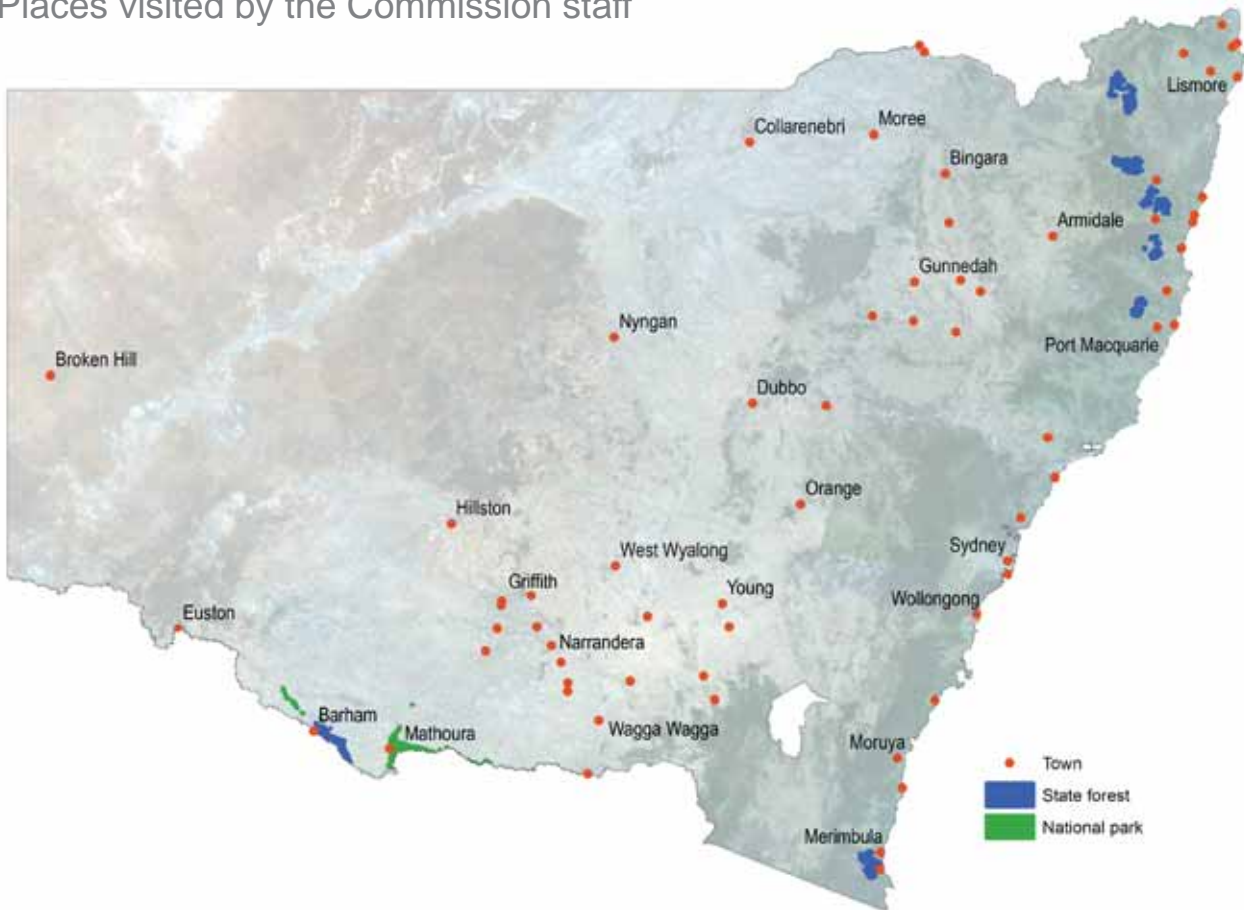 Places visited by the Commission staff
Lismore
Collarenebri
Moree
Bingara
Armidale
Gunnedah
Nyngan
Port Macquarie
Broken Hill
Dubbo
Orange
Hillston
Sydney
West Wyalong
Griffith
Young
Wollongong
Euston
Narrandera
Barham
Mathoura
Wagga Wagga
Moruya
Town
State forest
National park
Merimbula